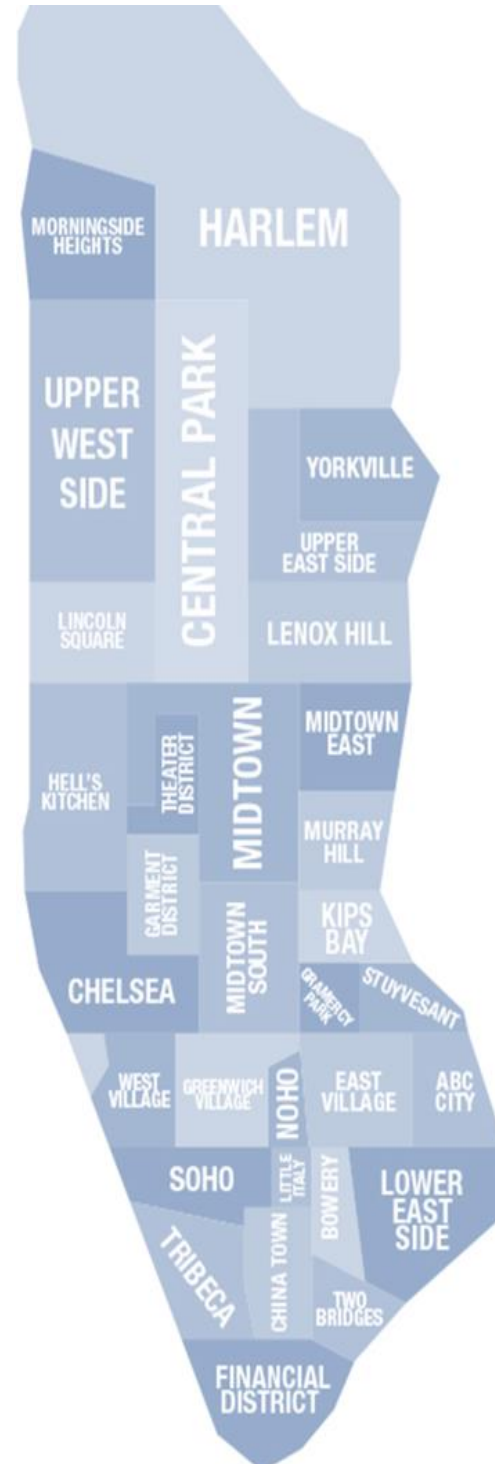 HARLEM
MORNINGSIDE
HEIGHTS
UPPER
WEST
SIDE
CENTRAL PARK
YORKVILLE
UPPER
EAST SIDE
LINCOLN
SQUARE
LENOX HILL
MIDTOWN
MIDTOWN
EAST
THEATER
DISTRICT
HELL'S
KITCHEN
MURRAY
HILL
GARMENT
DISTRICT
MIDTOWN
SOUTH
KIPS
BAY
CHELSEA
GRAMERCY
PARK
STUYVESANT
WEST
VILLAGE
GREENWICH
VILLAGE
NOHO
EAST
VILLAGE
ABC
CITY
SOHO
LITTLE
ITALY
BOWERY
LOWER
EAST
SIDE
TRIBECA
CHINA TOWN
TWO
BRIDGES
FINANCIAL
DISTRICT